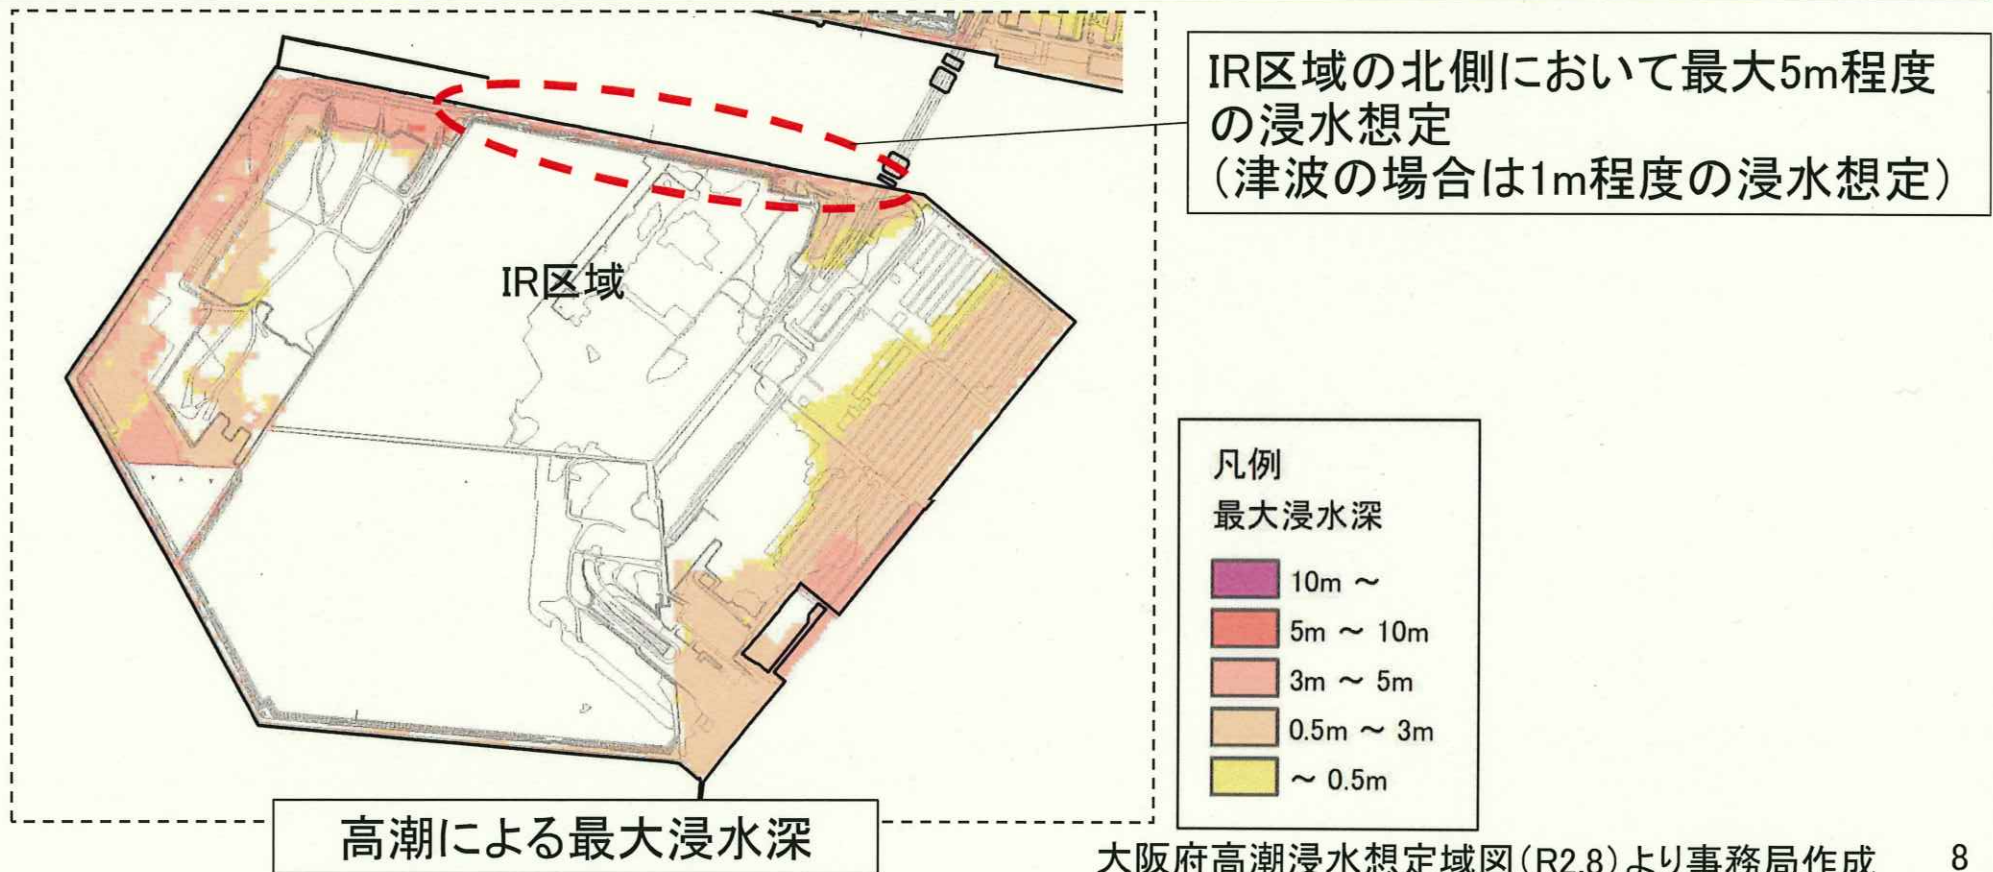 IR区域の北側において最大5m程度
の浸水想定
（津波の場合は1m程度の浸水想定）
IR区域
凡例
最大浸水深
10m ～
5m ～ 10m
3m ～ 5m
0.5m ～ 3m
～ 0.5m
高潮による最大浸水深
大阪府高潮浸水想定域図(R2.8)より事務局作成
8